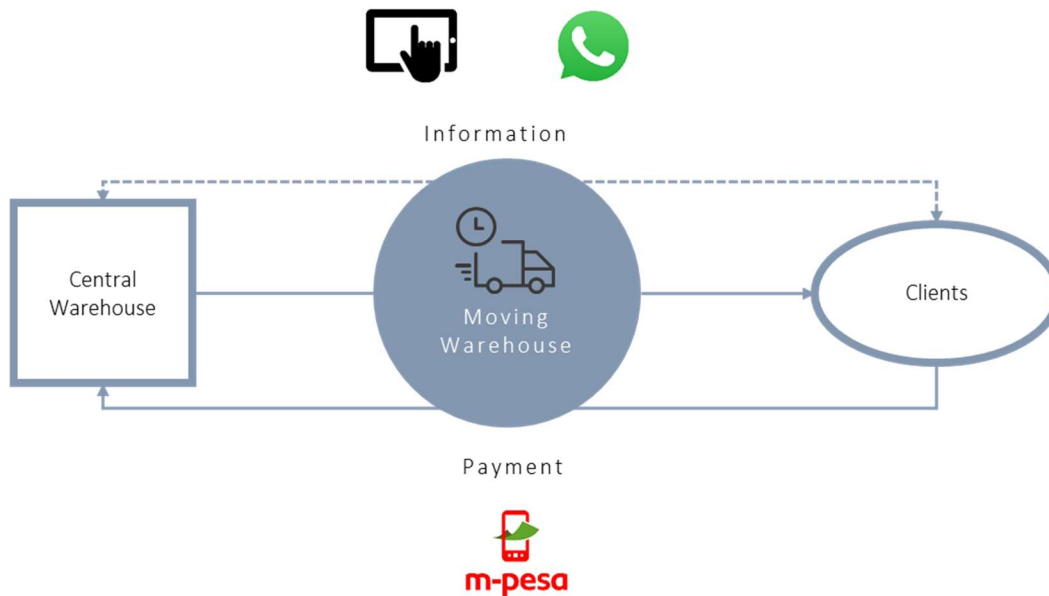 Information
Central
Warehouse
Moving
Warehouse
Clients
Payment
m-pesa